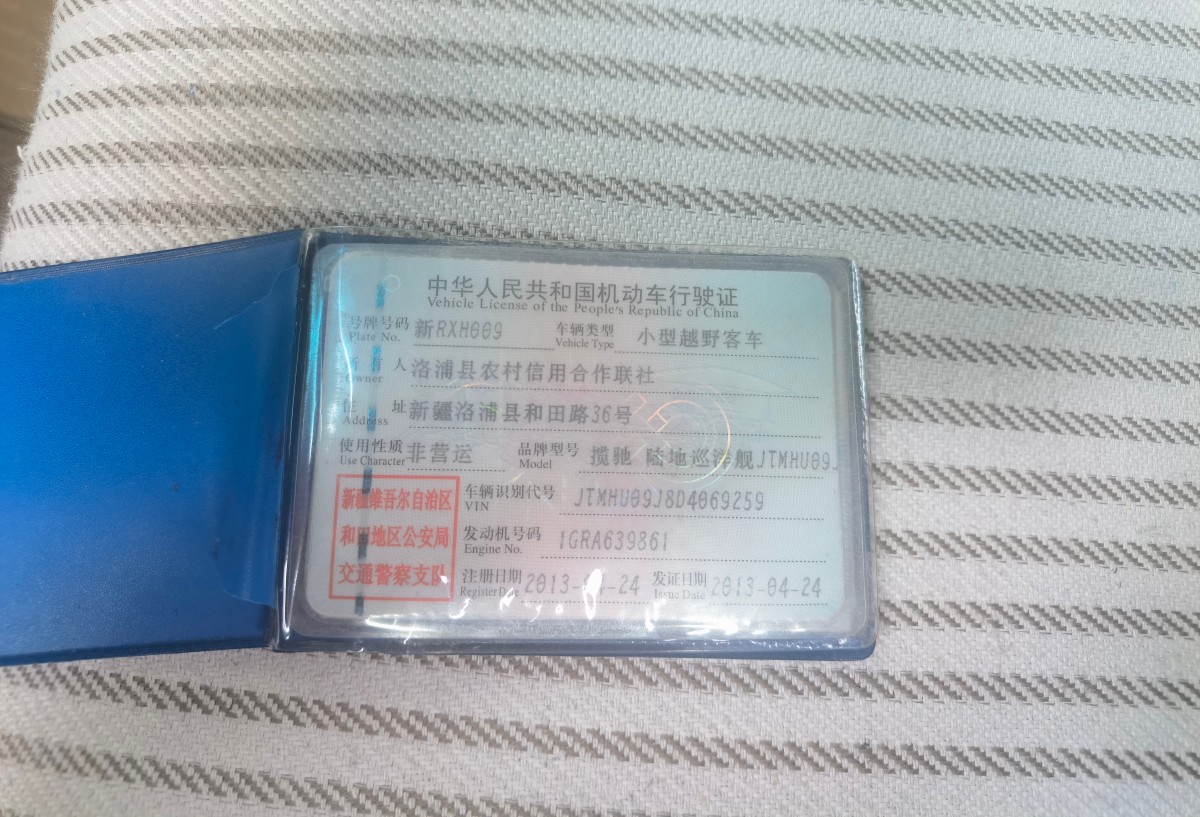 中华人民共和国机动车行驶证
Vehicle License of the People's Republic of China
号牌号码 新RXH009 车辆类型 小型越野客车
Plate No. Vehicle Type
所有人 洛浦县农村信用合作联社
Owner
住址 新疆洛浦县和田路36号
Address
使用性质 非营运 品牌型号 揽驰 陆地巡洋舰JTMHU09J
Use Character Model
新疆维吾尔自治区
和田地区公安局
交通警察支队
车辆识别代号 JTMHU09J8D4069259
VIN
发动机号码 1GRA639861
Engine No.
注册日期 2013-04-24 发证日期 2013-04-24
Register Date Issue Date